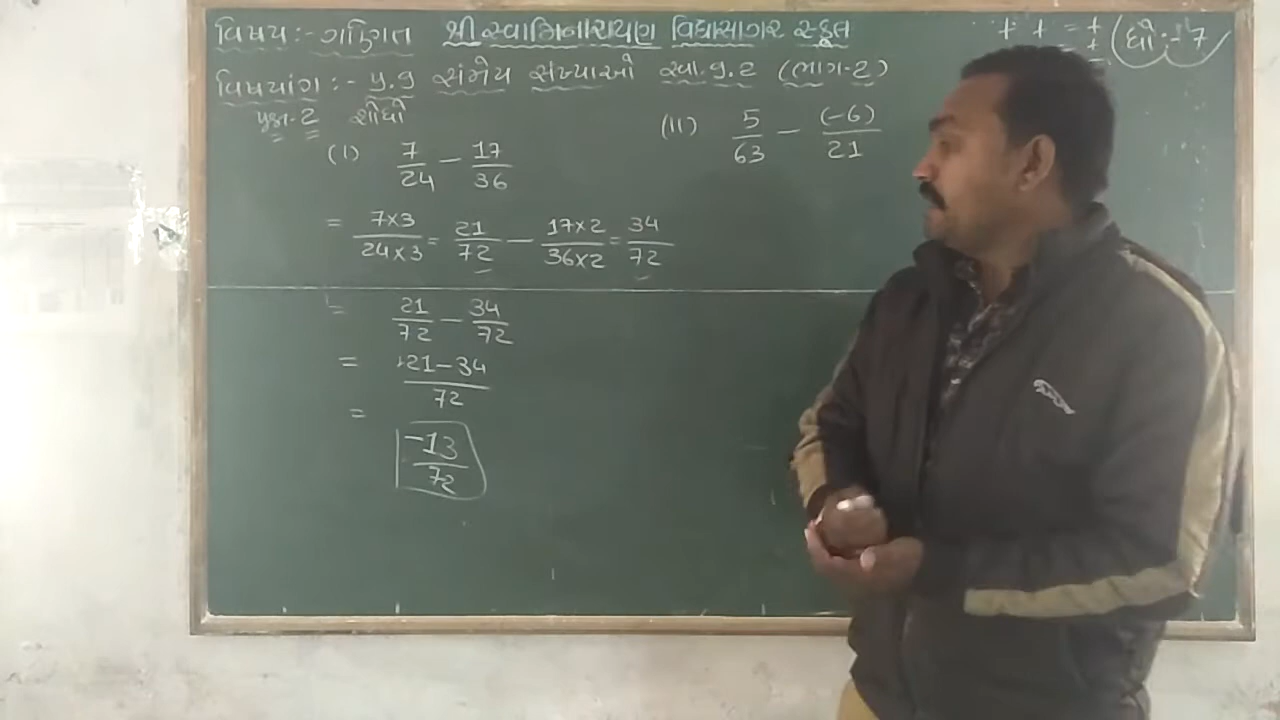 વિષય :- ગણિત શ્રી સ્વામિનારાયણ વિદ્યાસાગર સ્કૂલ
+ + = + (ધો :- 7
વિષયાંગ :- પ્ર.9 સંમેય સંખ્યાઓ સ્વા.9.2 (ભાગ-2)
પ્રશ્ન-2 શોધો
(I) 7/24 - 17/36
(II) 5/63 - (-6)/21
= 7×3/24×3 = 21/72 - 17×2/36×2 = 34/72
= 21/72 - 34/72
= +21-34/72
= -13/72